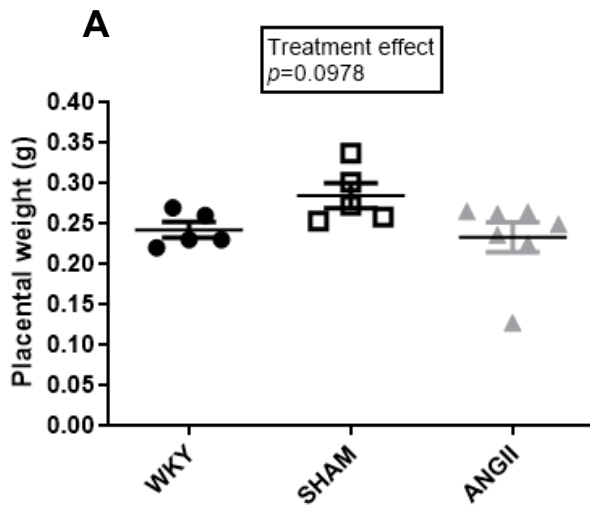 A
Treatment effect
p=0.0978
Placental weight (g)
0.40
0.35
0.30
0.25
0.20
0.15
0.10
0.05
0.00
WKY
SHAM
ANGII